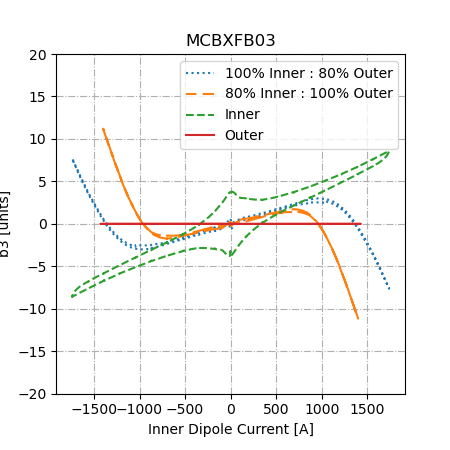 MCBXFB03
20
15
10
5
0
−5
−10
−15
−20
b3 [units]
100% Inner : 80% Outer
80% Inner : 100% Outer
Inner
Outer
−1500 −1000 −500 0 500 1000 1500
Inner Dipole Current [A]